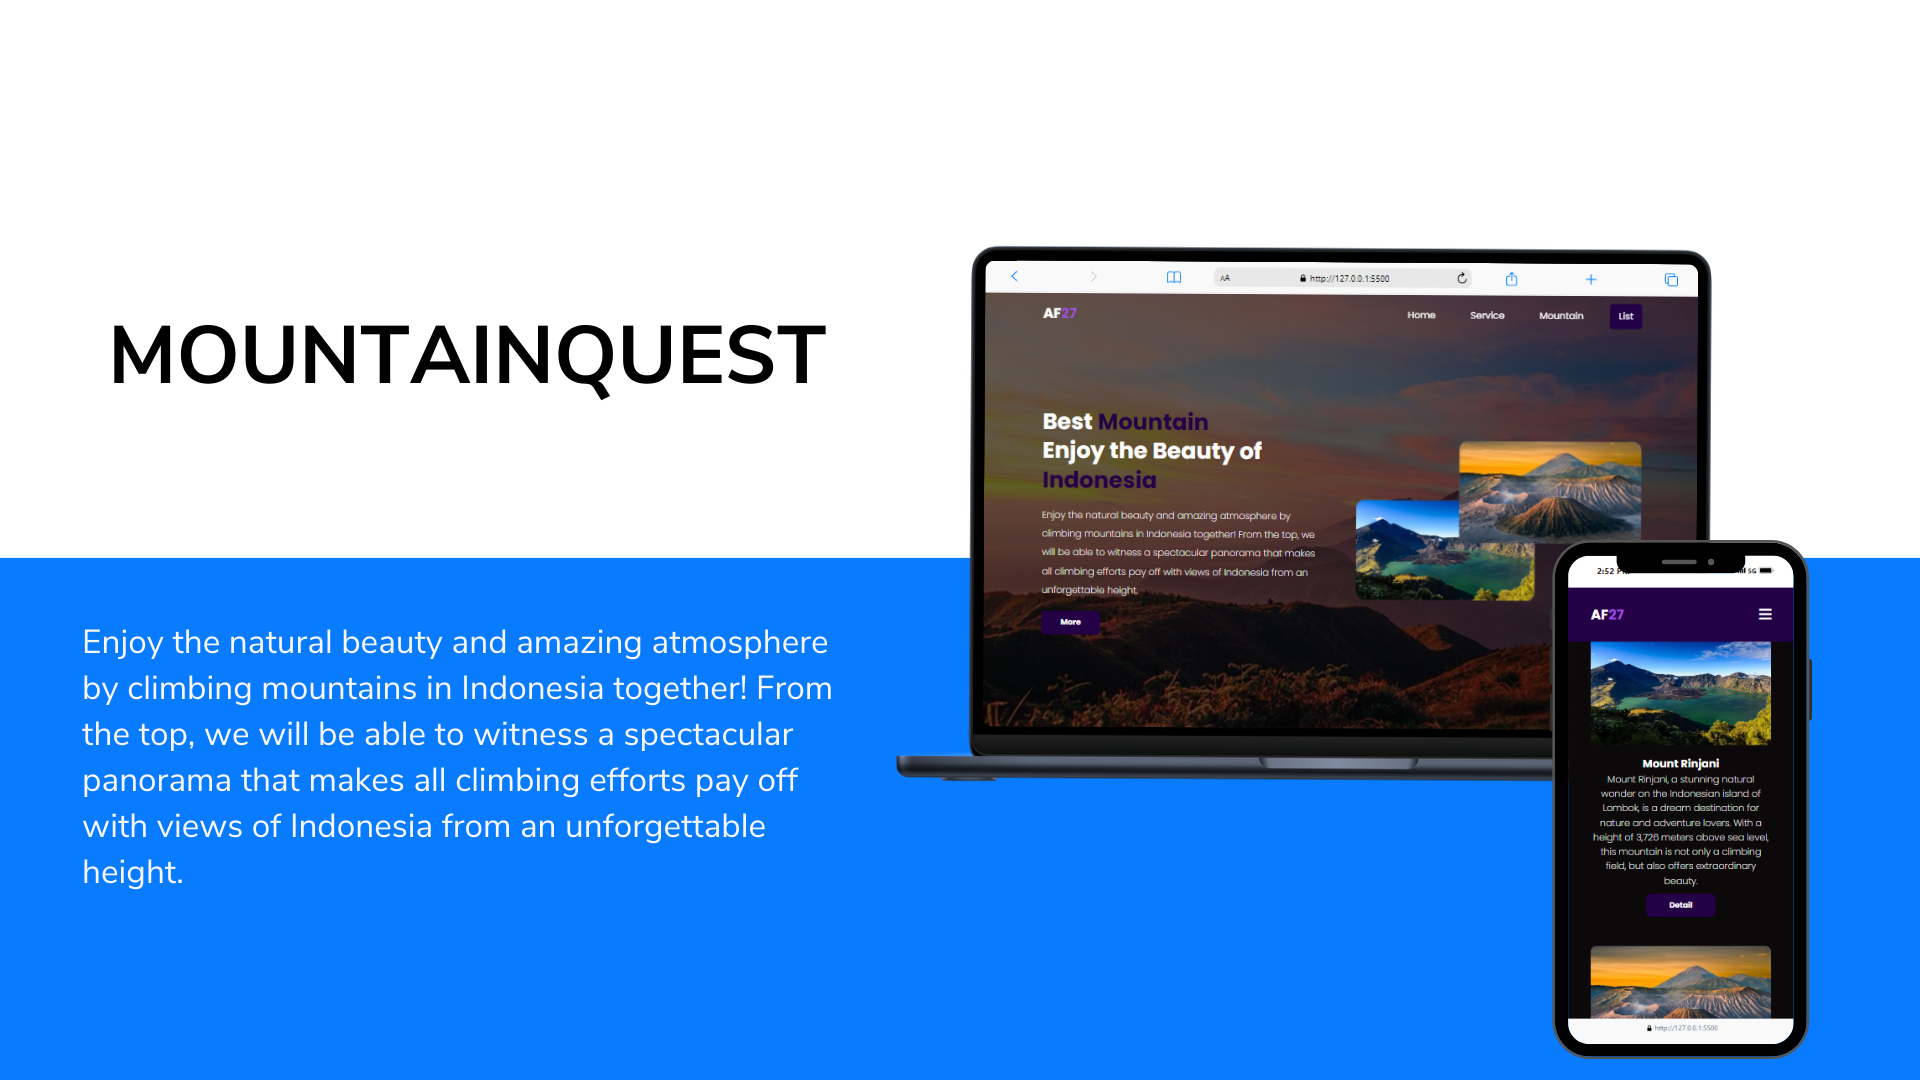 MOUNTAINQUEST
Enjoy the natural beauty and amazing atmosphere
by climbing mountains in Indonesia together! From
the top, we will be able to witness a spectacular
panorama that makes all climbing efforts pay off
with views of Indonesia from an unforgettable
height.
AA http://127.0.0.1:5500
AF27 Home Service Mountain List
Best Mountain
Enjoy the Beauty of
Indonesia
Enjoy the natural beauty and amazing atmosphere by
climbing mountains in Indonesia together! From the top, we
will be able to witness a spectacular panorama that makes
all climbing efforts pay off with views of Indonesia from an
unforgettable height.
More
2:52 5G
AF27
Mount Rinjani
Mount Rinjani, a stunning natural
wonder on the Indonesian island of
Lombok, is a dream destination for
nature and adventure lovers. With a
height of 3,726 meters above sea level,
this mountain is not only a climbing
field, but also offers extraordinary
beauty.
Detail
http://127.0.0.1:5500